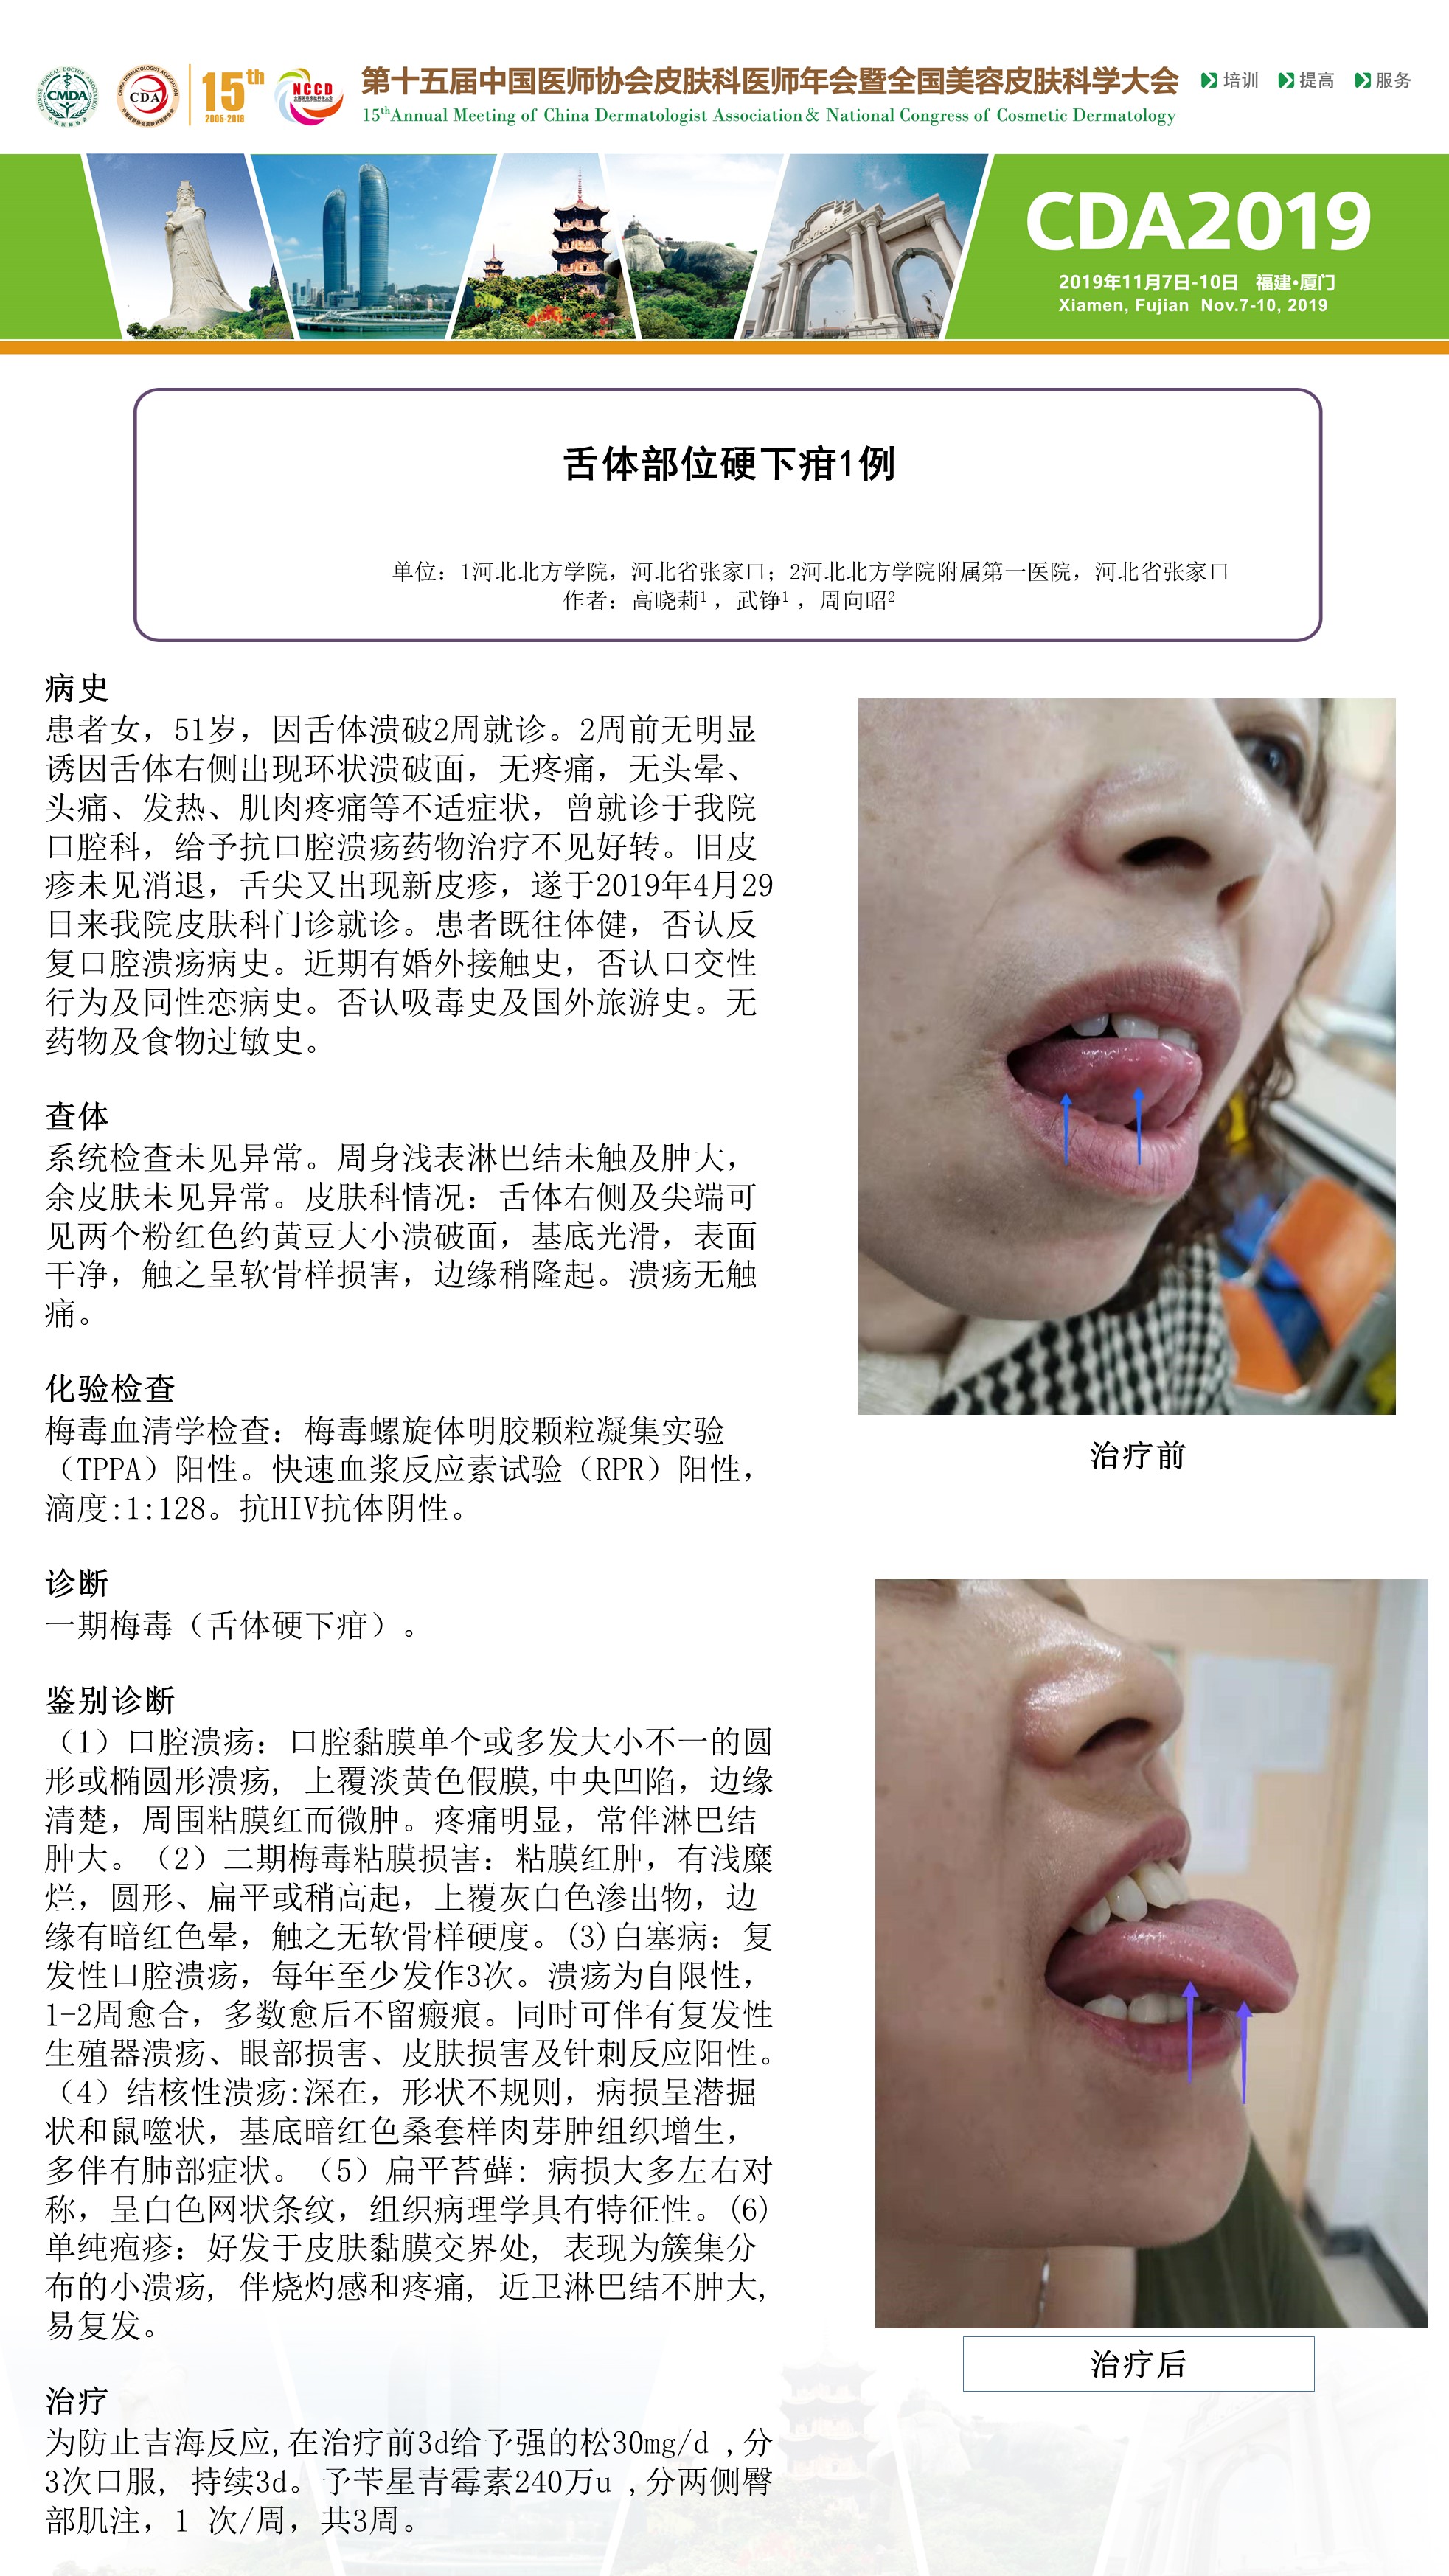 CMDA
CDA
15th
2005-2019
NCCD
第十五届中国医师协会皮肤科医师年会暨全国美容皮肤科学大会
15thAnnual Meeting of China Dermatologist Association& National Congress of Cosmetic Dermatology
培训 提高 服务
CDA2019
2019年11月7日-10日 福建•厦门
Xiamen, Fujian Nov.7-10, 2019
舌体部位硬下疳1例
单位：1河北北方学院，河北省张家口；2河北北方学院附属第一医院，河北省张家口
作者：高晓莉1，武铮1，周向昭2
病史
患者女，51岁，因舌体溃破2周就诊。2周前无明显
诱因舌体右侧出现环状溃破面，无疼痛，无头晕、
头痛、发热、肌肉疼痛等不适症状，曾就诊于我院
口腔科，给予抗口腔溃疡药物治疗不见好转。旧皮
疹未见消退，舌尖又出现新皮疹，遂于2019年4月29
日来我院皮肤科门诊就诊。患者既往体健，否认反
复口腔溃疡病史。近期有婚外接触史，否认口交性
行为及同性恋病史。否认吸毒史及国外旅游史。无
药物及食物过敏史。
查体
系统检查未见异常。周身浅表淋巴结未触及肿大，
余皮肤未见异常。皮肤科情况：舌体右侧及尖端可
见两个粉红色约黄豆大小溃破面，基底光滑，表面
干净，触之呈软骨样损害，边缘稍隆起。溃疡无触
痛。
化验检查
梅毒血清学检查：梅毒螺旋体明胶颗粒凝集实验
（TPPA）阳性。快速血浆反应素试验（RPR）阳性，
滴度:1:128。抗HIV抗体阴性。
诊断
一期梅毒（舌体硬下疳）。
鉴别诊断
（1）口腔溃疡：口腔黏膜单个或多发大小不一的圆
形或椭圆形溃疡，上覆淡黄色假膜,中央凹陷，边缘
清楚，周围粘膜红而微肿。疼痛明显，常伴淋巴结
肿大。（2）二期梅毒粘膜损害：粘膜红肿，有浅糜
烂，圆形、扁平或稍高起，上覆灰白色渗出物，边
缘有暗红色晕，触之无软骨样硬度。(3)白塞病：复
发性口腔溃疡，每年至少发作3次。溃疡为自限性，
1-2周愈合，多数愈后不留瘢痕。同时可伴有复发性
生殖器溃疡、眼部损害、皮肤损害及针刺反应阳性。
（4）结核性溃疡:深在，形状不规则，病损呈潜掘
状和鼠噬状，基底暗红色桑套样肉芽肿组织增生，
多伴有肺部症状。（5）扁平苔藓：病损大多左右对
称，呈白色网状条纹，组织病理学具有特征性。(6)
单纯疱疹：好发于皮肤黏膜交界处，表现为簇集分
布的小溃疡，伴烧灼感和疼痛，近卫淋巴结不肿大，
易复发。
治疗
为防止吉海反应,在治疗前3d给予强的松30mg/d ,分
3次口服，持续3d。予苄星青霉素240万u ,分两侧臀
部肌注，1 次/周，共3周。
治疗前
治疗后